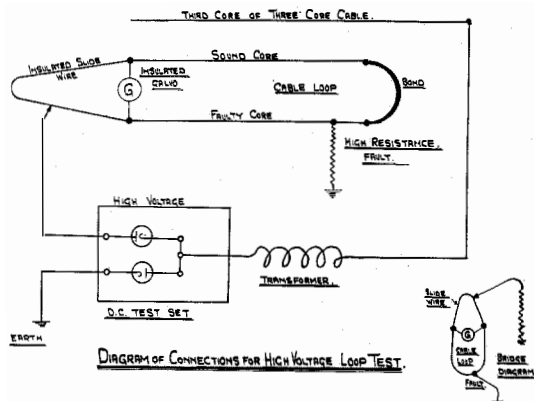 THIRD CORE OF THREE CORE CABLE.
INSULATED SLIDE
WIRE
SOUND CORE
INSULATED
GALVO
G
CABLE LOOP
BOND
FAULTY CORE
HIGH RESISTANCE.
FAULT.
HIGH VOLTAGE
TRANSFORMER.
D.C. TEST SET
EARTH
SLIDE
WIRE
G
CABLE
LOOP
BRIDGE
DIAGRAM
FAULT.
DIAGRAM OF CONNECTIONS FOR HIGH VOLTAGE LOOP TEST.